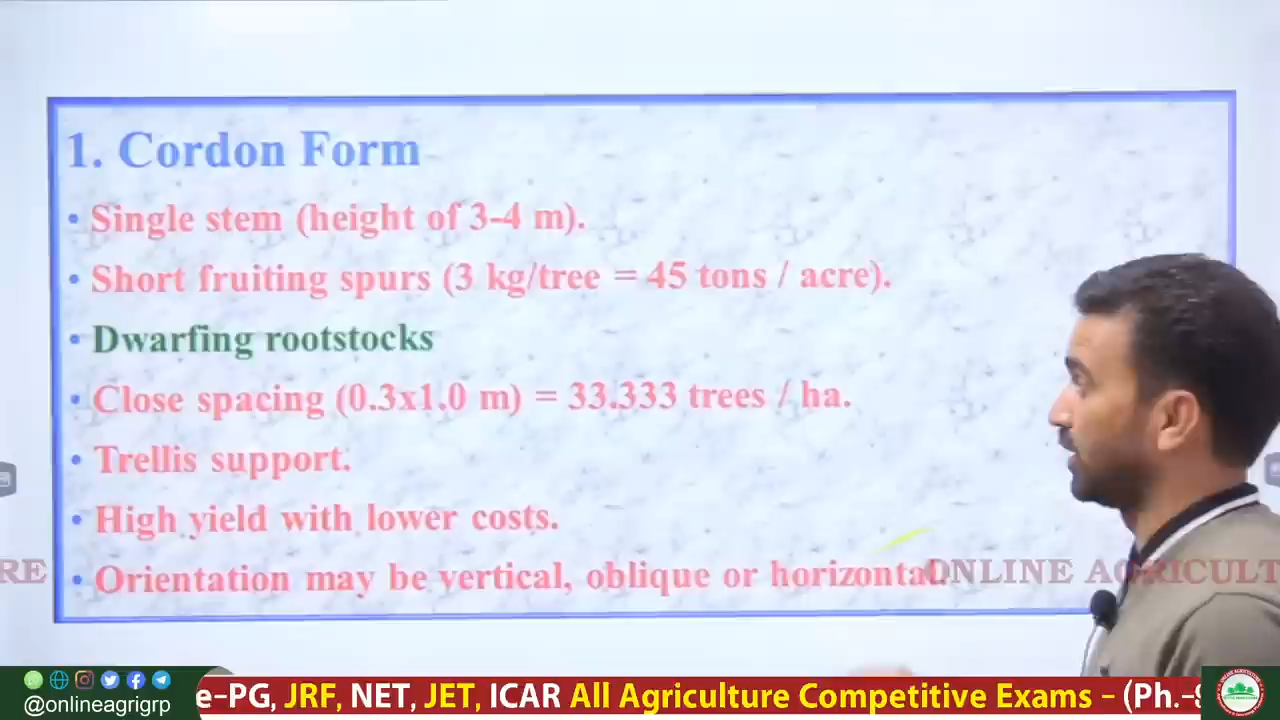 1. Cordon Form
• Single stem (height of 3-4 m).
• Short fruiting spurs (3 kg/tree = 45 tons / acre).
• Dwarfing rootstocks
• Close spacing (0.3x1.0 m) = 33.333 trees / ha.
• Trellis support.
• High yield with lower costs.
• Orientation may be vertical, oblique or horizontal.
RE
ONLINE AGRICULT
@onlineagrigrp
e-PG, JRF, NET, JET, ICAR All Agriculture Competitive Exams – (Ph.-